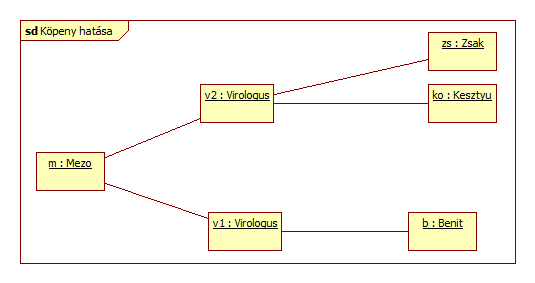 sd Köpeny hatása
zs : Zsak
v2 : Virologus
ko : Kesztyu
m : Mezo
v1 : Virologus
b : Benit